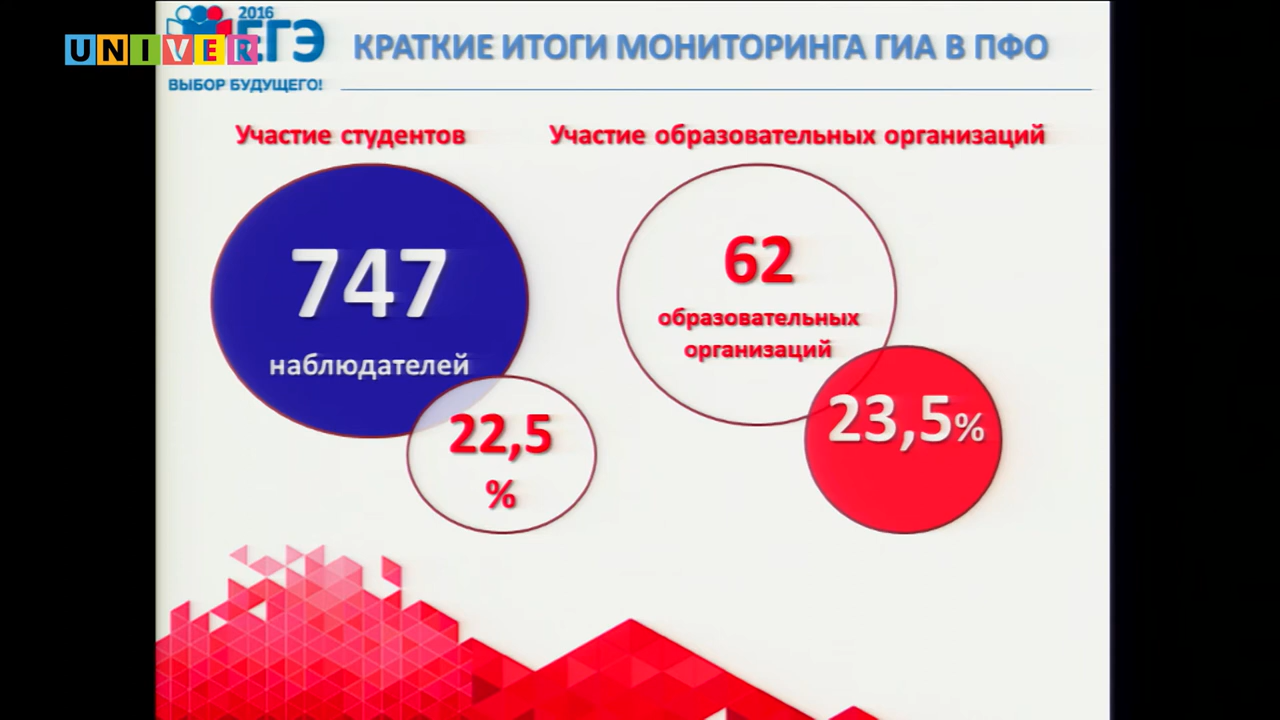 2016
ЕГЭ
UNIVER
ВЫБОР БУДУЩЕГО!
КРАТКИЕ ИТОГИ МОНИТОРИНГА ГИА В ПФО
Участие студентов
Участие образовательных организаций
747
наблюдателей
22,5
%
62
образовательных
организаций
23,5%